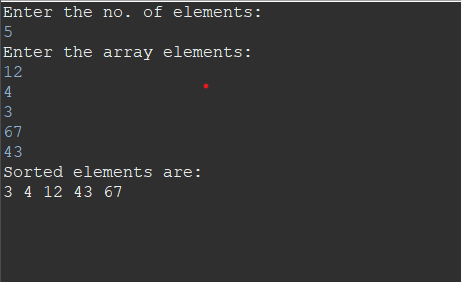 Enter the no. of elements:
5
Enter the array elements:
12
4
3
67
43
Sorted elements are:
3 4 12 43 67